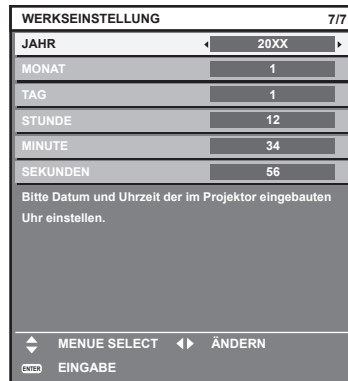 WERKSEINSTELLUNG 7/7
JAHR 20XX
MONAT 1
TAG 1
STUNDE 12
MINUTE 34
SEKUNDEN 56
Bitte Datum und Uhrzeit der im Projektor eingebauten
Uhr einstellen.
MENUE SELECT ÄNDERN
ENTER EINGABE